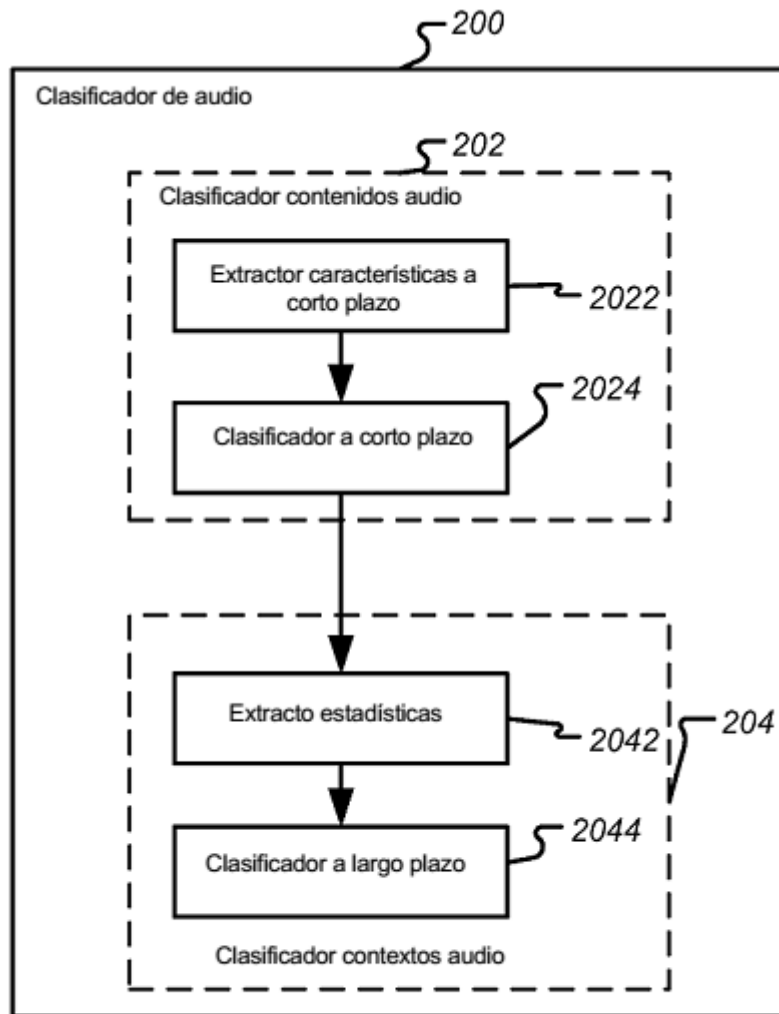 200
Clasificador de audio
202
Clasificador contenidos audio
Extractor características a
corto plazo
2022
2024
Clasificador a corto plazo
Extracto estadísticas
2042
204
2044
Clasificador a largo plazo
Clasificador contextos audio